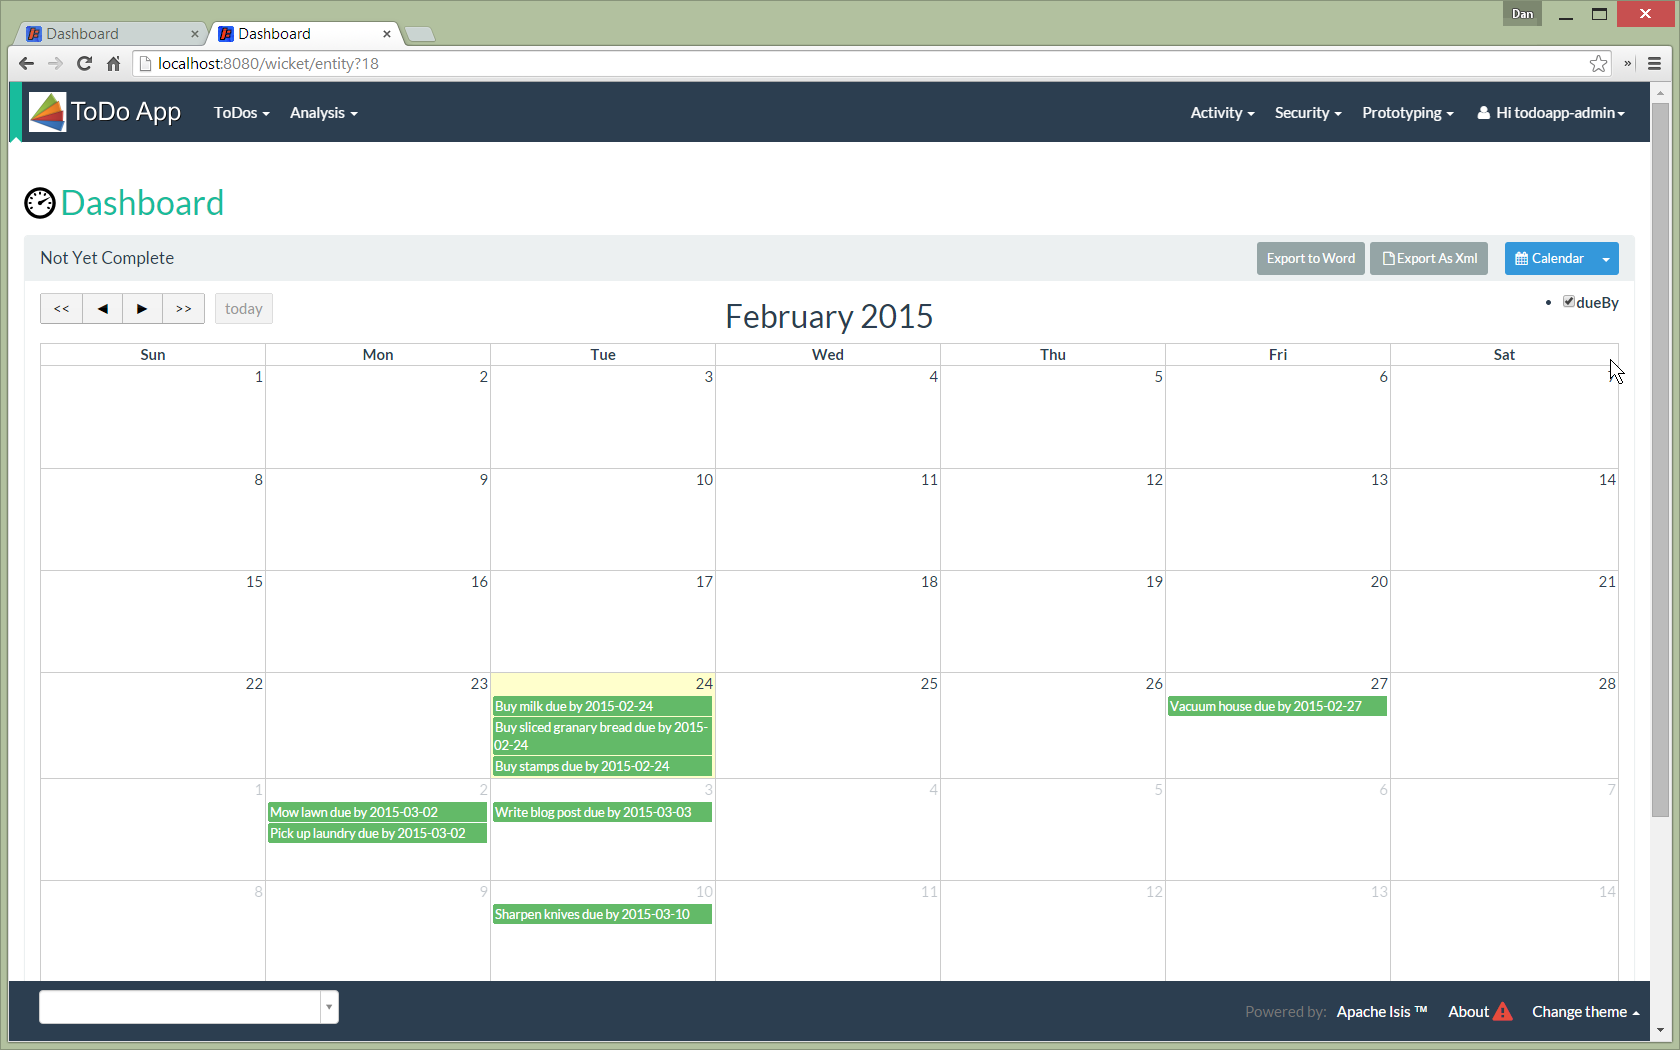 Dan
Dashboard
Dashboard
localhost:8080/wicket/entity?18
ToDo App ToDos Analysis Activity Security Prototyping Hi todoapp-admin
Dashboard
Not Yet Complete Export to Word Export As Xml Calendar
<< >> today February 2015 dueBy
Sun Mon Tue Wed Thu Fri Sat
1 2 3 4 5 6
8 9 10 11 12 13 14
15 16 17 18 19 20 21
22 23 24 25 26 27 28
Buy milk due by 2015-02-24 Vacuum house due by 2015-02-27
Buy sliced granary bread due by 2015-
02-24
Buy stamps due by 2015-02-24
1 2 3 4 5 6 7
Mow lawn due by 2015-03-02 Write blog post due by 2015-03-03
Pick up laundry due by 2015-03-02
8 9 10 11 12 13 14
Sharpen knives due by 2015-03-10
Powered by: Apache Isis ™ About Change theme